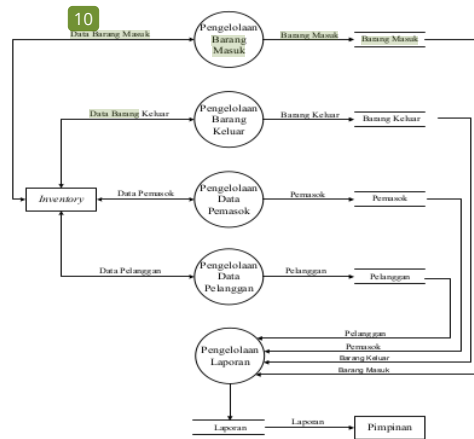 10
Data Barang Masuk
Pengelolaan
Barang
Masuk
Barang Masuk
Barang Masuk
Data Barang Keluar
Pengelolaan
Barang
Keluar
Barang Keluar
Barang Keluar
Inventory
Data Pemasok
Pengelolaan
Data
Pemasok
Pemasok
Pemasok
Data Pelanggan
Pengelolaan
Data
Pelanggan
Pelanggan
Pelanggan
Pengelolaan
Laporan
Pelanggan
Pemasok
Barang Keluar
Barang Masuk
Laporan
Laporan
Pimpinan